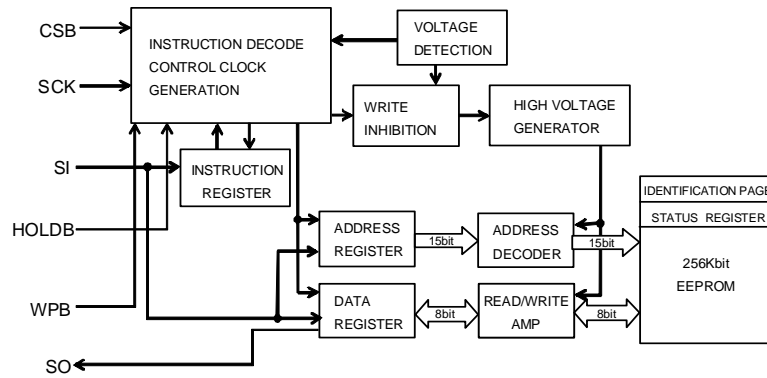 CSB
SCK
SI
HOLDB
WPB
SO
INSTRUCTION DECODE
CONTROL CLOCK
GENERATION
VOLTAGE
DETECTION
WRITE
INHIBITION
HIGH VOLTAGE
GENERATOR
INSTRUCTION
REGISTER
ADDRESS
REGISTER
15bit
ADDRESS
DECODER
15bit
DATA
REGISTER
8bit
READ/WRITE
AMP
8bit
IDENTIFICATION PAGE
STATUS REGISTER
256Kbit
EEPROM